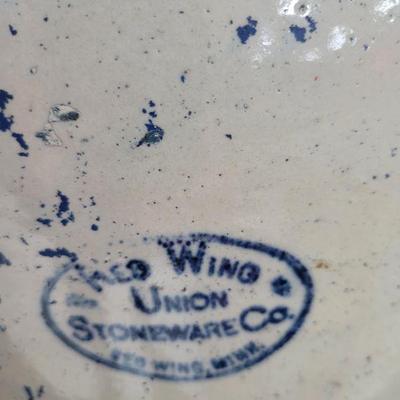 RED WING
UNION
STONEWARE CO.
RED WING, MINN.